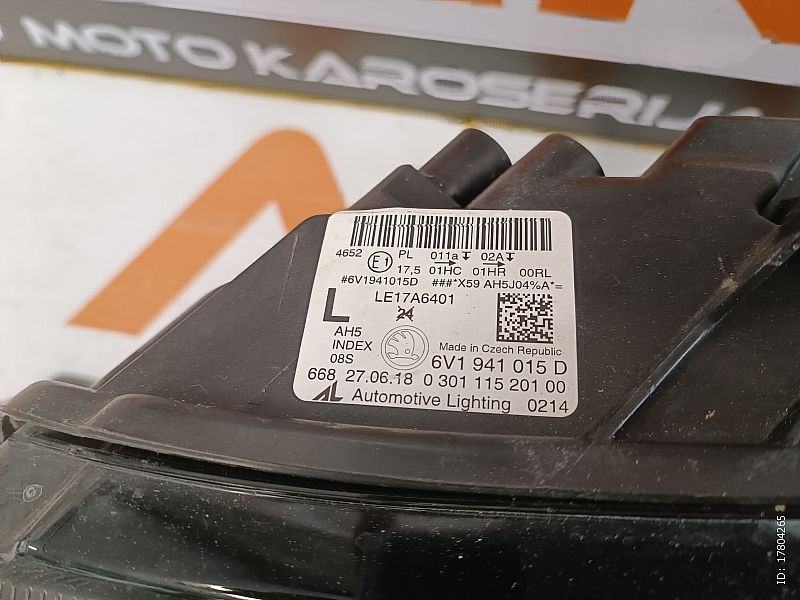 MOTO KAROSERIJA
4652 E1 PL 011a 02A
17,5 01HC 01HR 00RL
#6V1941015D ###*X59 AH5J04%A*=
L LE17A6401
24
AH5
INDEX
08S
Made in Czech Republic
6V1 941 015 D
668 27.06.18 0 301 115 201 00
AL Automotive Lighting 0214
ID: 17804265